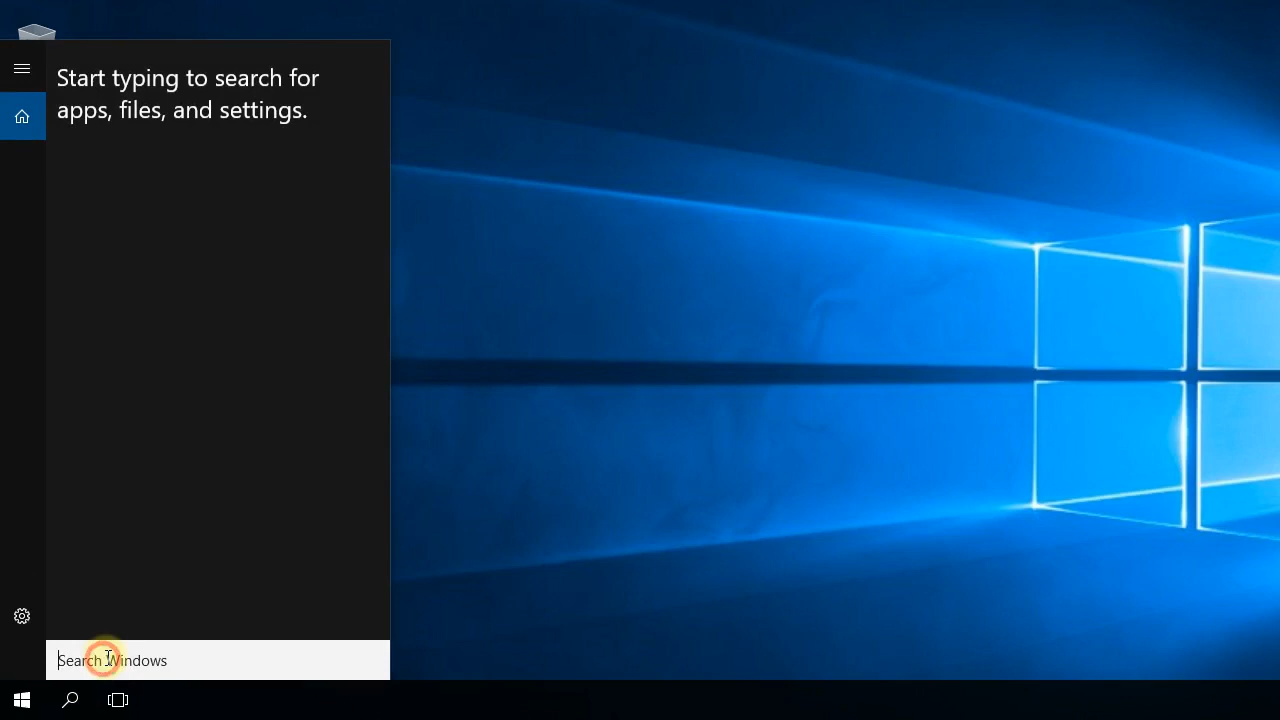 Start typing to search for
apps, files, and settings.
Search Windows